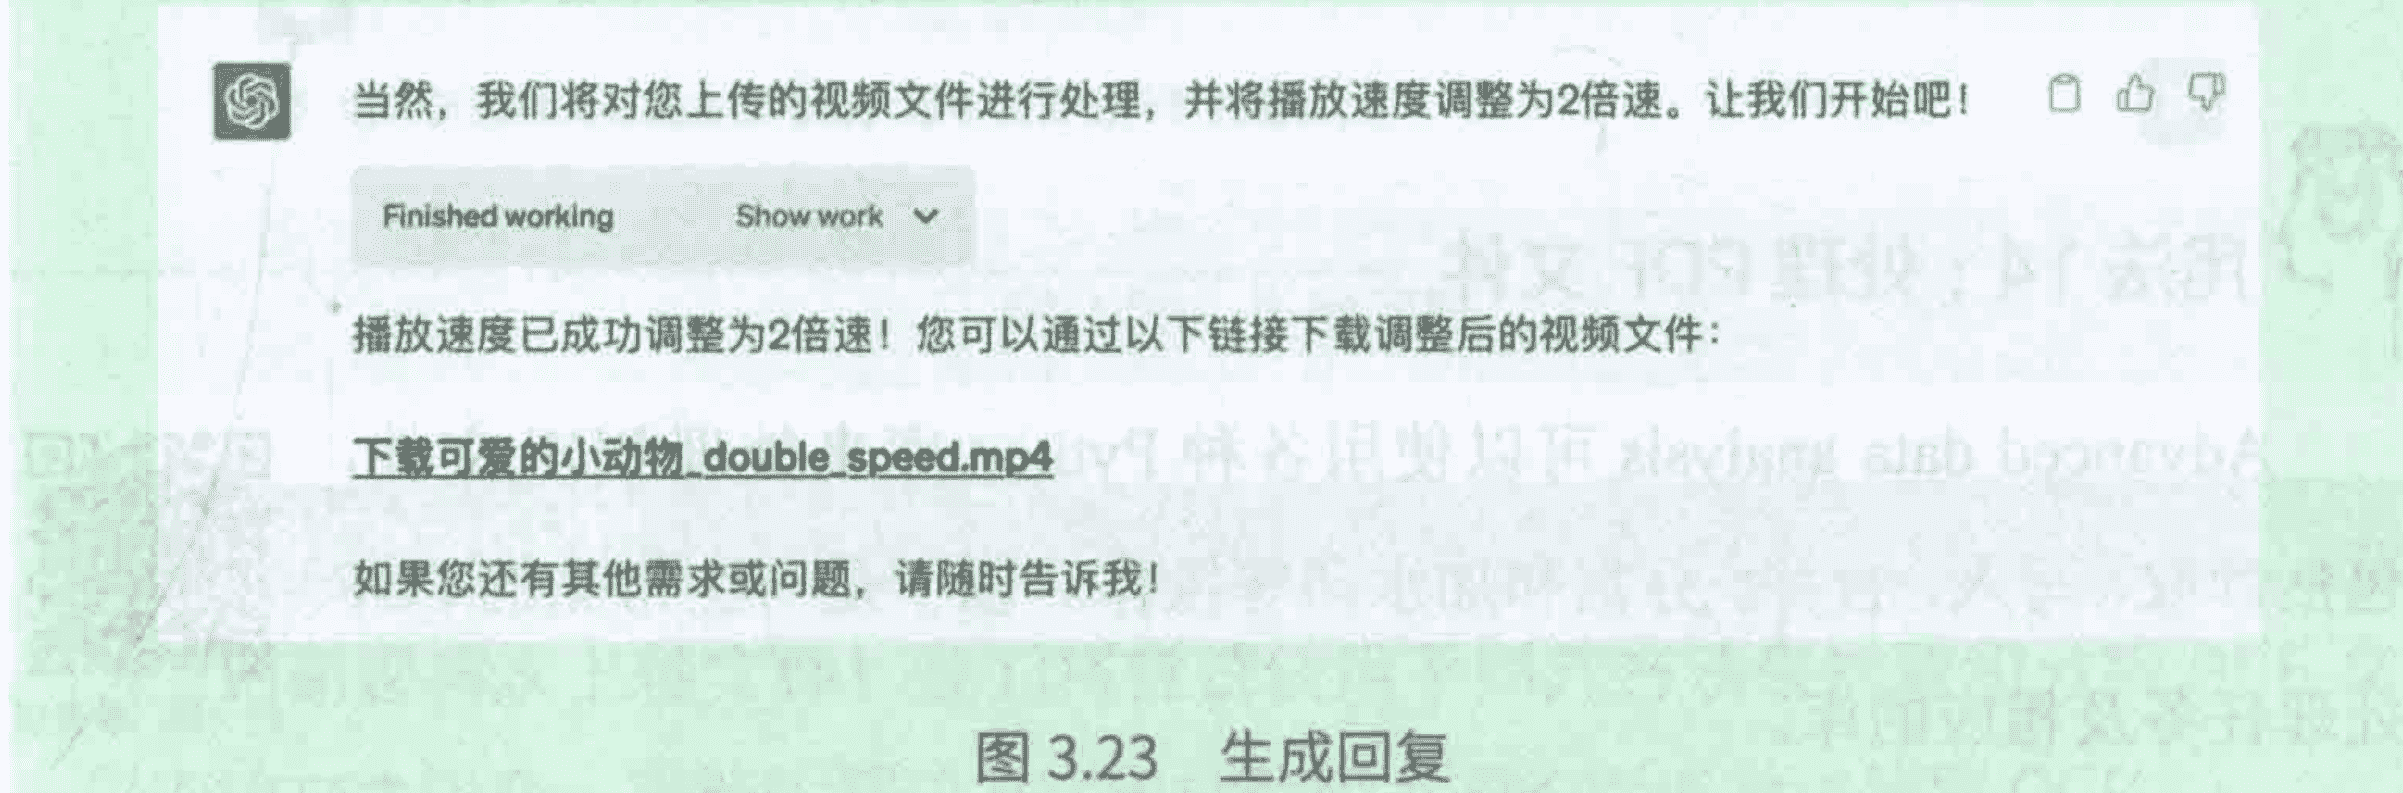 当然，我们将对您上传的视频文件进行处理，并将播放速度调整为2倍速。让我们开始吧！
Finished working Show work
播放速度已成功调整为2倍速！您可以通过以下链接下载调整后的视频文件：
下载可爱的小动物_double_speed.mp4
如果您还有其他需求或问题，请随时告诉我！
图 3.23 生成回复